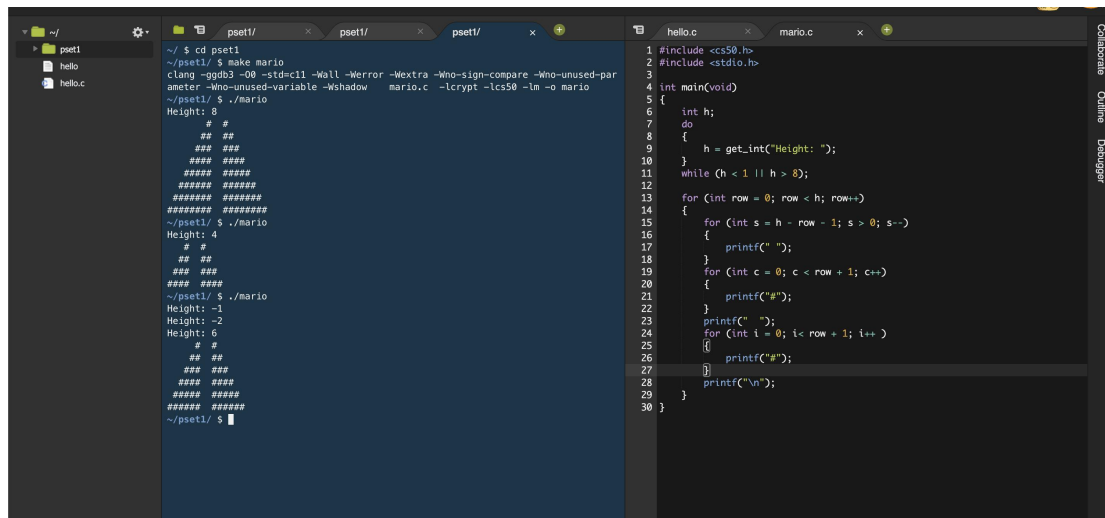 ~/
pset1
hello
hello.c
pset1/ × pset1/ × pset1/ ×
~/ $ cd pset1
~/pset1/ $ make mario
clang -ggdb3 -O0 -std=c11 -Wall -Werror -Wextra -Wno-sign-compare -Wno-unused-par
ameter -Wno-unused-variable -Wshadow    mario.c  -lcrypt -lcs50 -lm -o mario
~/pset1/ $ ./mario
Height: 8
       #  #
      ##  ##
     ###  ###
    ####  ####
   #####  #####
  ######  ######
 #######  #######
########  ########
~/pset1/ $ ./mario
Height: 4
   #  #
  ##  ##
 ###  ###
####  ####
~/pset1/ $ ./mario
Height: -1
Height: -2
Height: 6
     #  #
    ##  ##
   ###  ###
  ####  ####
 #####  #####
######  ######
~/pset1/ $
hello.c × mario.c ×
1 #include <cs50.h>
2 #include <stdio.h>
3
4 int main(void)
5 {
6     int h;
7     do
8     {
9         h = get_int("Height: ");
10     }
11     while (h < 1 || h > 8);
12
13     for (int row = 0; row < h; row++)
14     {
15         for (int s = h - row - 1; s > 0; s--)
16         {
17             printf(" ");
18         }
19         for (int c = 0; c < row + 1; c++)
20         {
21             printf("#");
22         }
23         printf("  ");
24         for (int i = 0; i< row + 1; i++ )
25         {
26             printf("#");
27         }
28         printf("\n");
29     }
30 }
Collaborate
Outline
Debugger